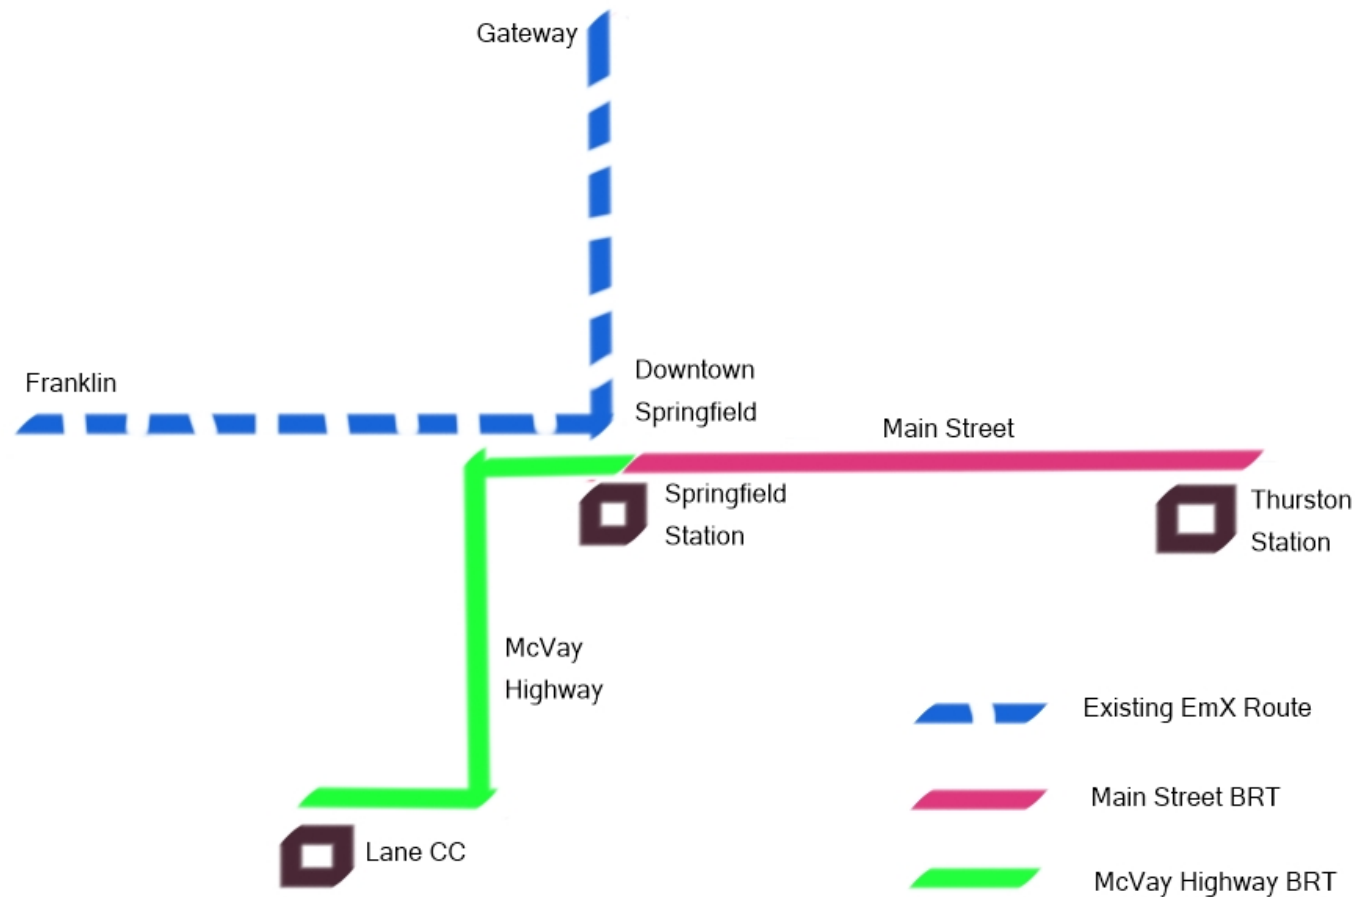 Gateway
Franklin
Downtown
Springfield
Main Street
Springfield
Station
Thurston
Station
McVay
Highway
Lane CC
Existing EmX Route
Main Street BRT
McVay Highway BRT